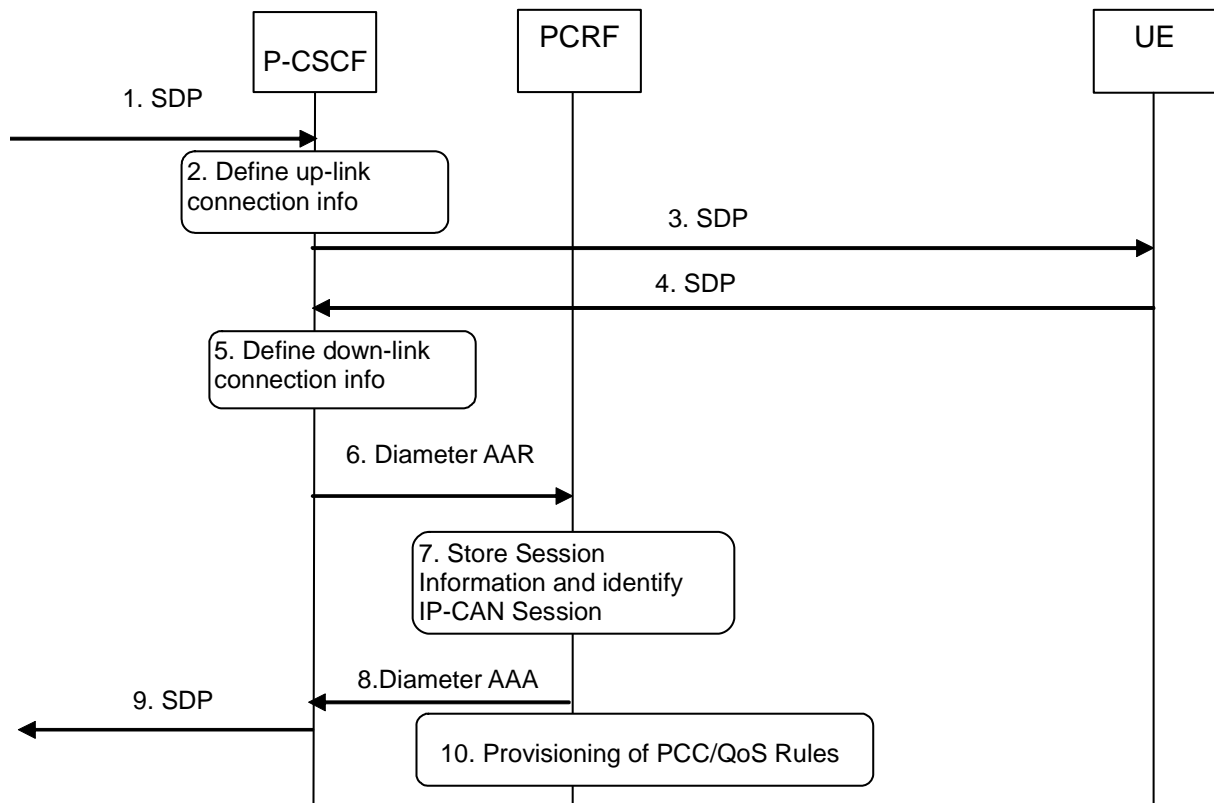 P-CSCF
PCRF
UE
1. SDP
2. Define up-link
connection info
3. SDP
4. SDP
5. Define down-link
connection info
6. Diameter AAR
7. Store Session
Information and identify
IP-CAN Session
8.Diameter AAA
9. SDP
10. Provisioning of PCC/QoS Rules